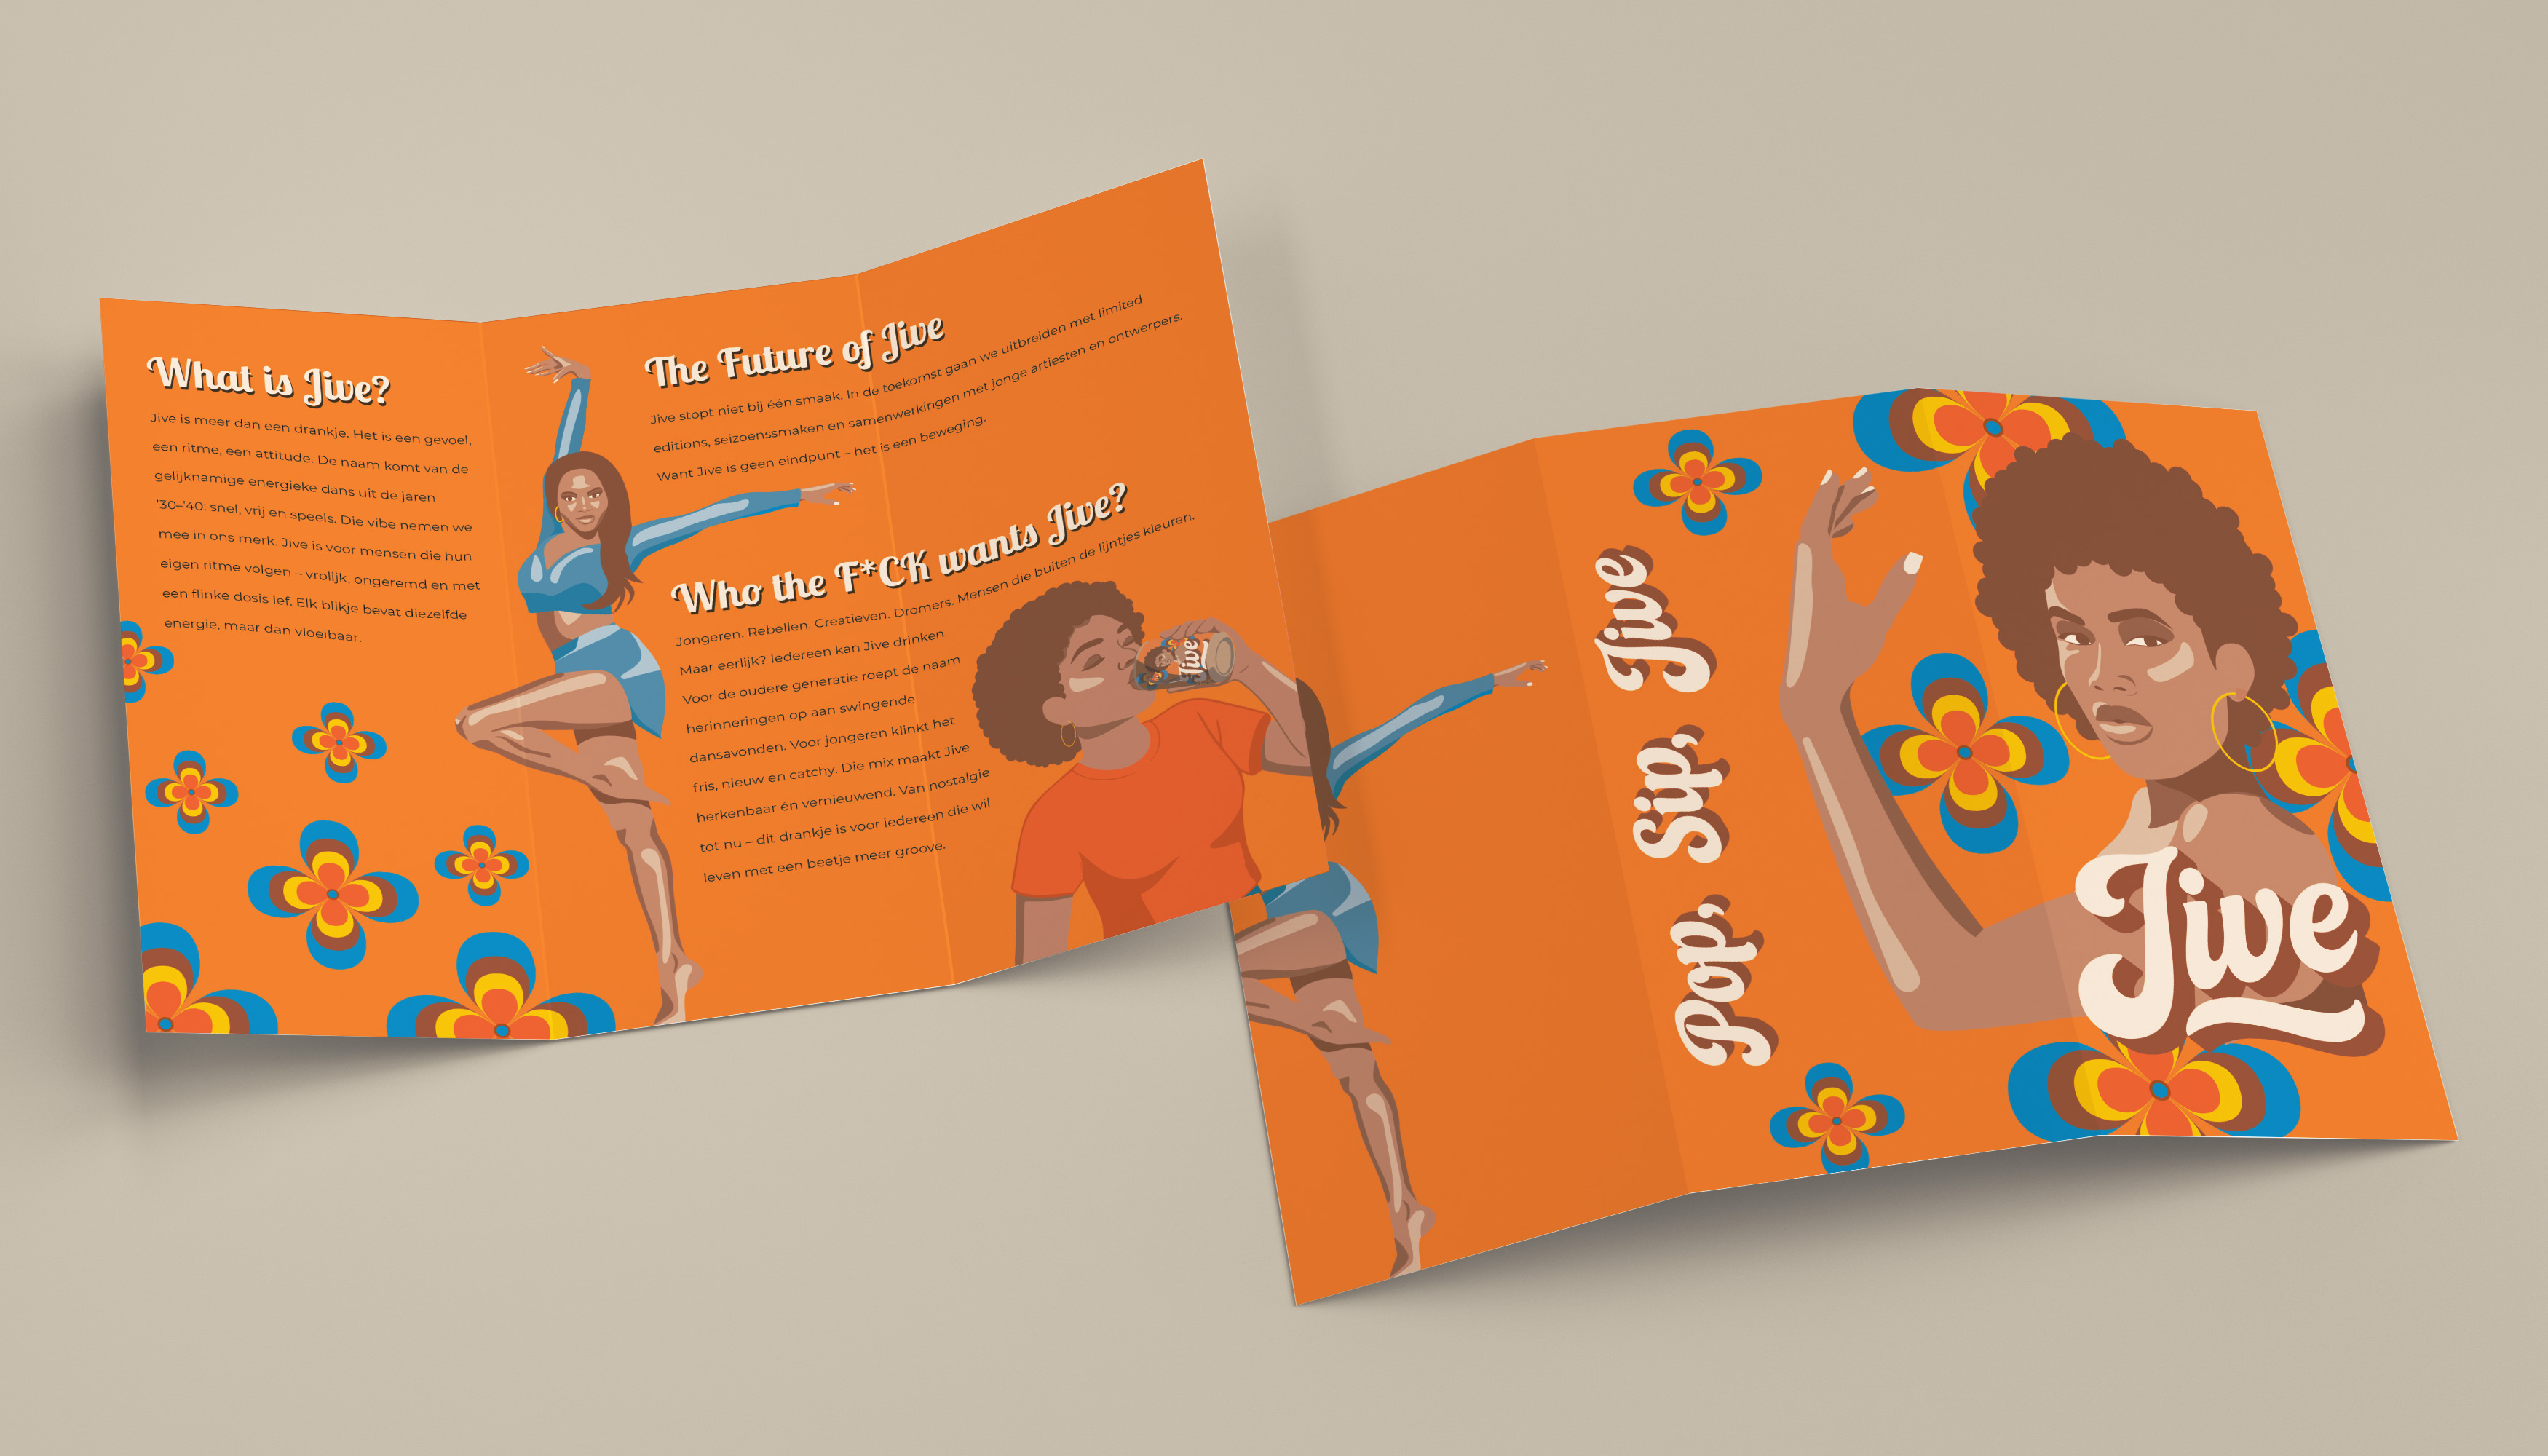 What is Jive?
Jive is meer dan een drankje. Het is een gevoel,
een ritme, een attitude. De naam komt van de
gelijknamige energieke dans uit de jaren
'30–'40: snel, vrij en speels. Die vibe nemen we
mee in ons merk. Jive is voor mensen die hun
eigen ritme volgen – vrolijk, ongeremd en met
een flinke dosis lef. Elk blikje bevat diezelfde
energie, maar dan vloeibaar.
The Future of Jive
Jive stopt niet bij één smaak. In de toekomst gaan we uitbreiden met limited
editions, seizoenssmaken en samenwerkingen met jonge artiesten en ontwerpers.
Want Jive is geen eindpunt – het is een beweging.
Who the F*CK wants Jive?
Jongeren. Rebellen. Creatieven. Dromers. Mensen die buiten de lijntjes kleuren.
Maar eerlijk? Iedereen kan Jive drinken.
Voor de oudere generatie roept de naam
herinneringen op aan swingende
dansavonden. Voor jongeren klinkt het
fris, nieuw en catchy. Die mix maakt Jive
herkenbaar én vernieuwend. Van nostalgie
tot nu – dit drankje is voor iedereen die wil
leven met een beetje meer groove.
Jive
Pop, Sip, Jive
Jive